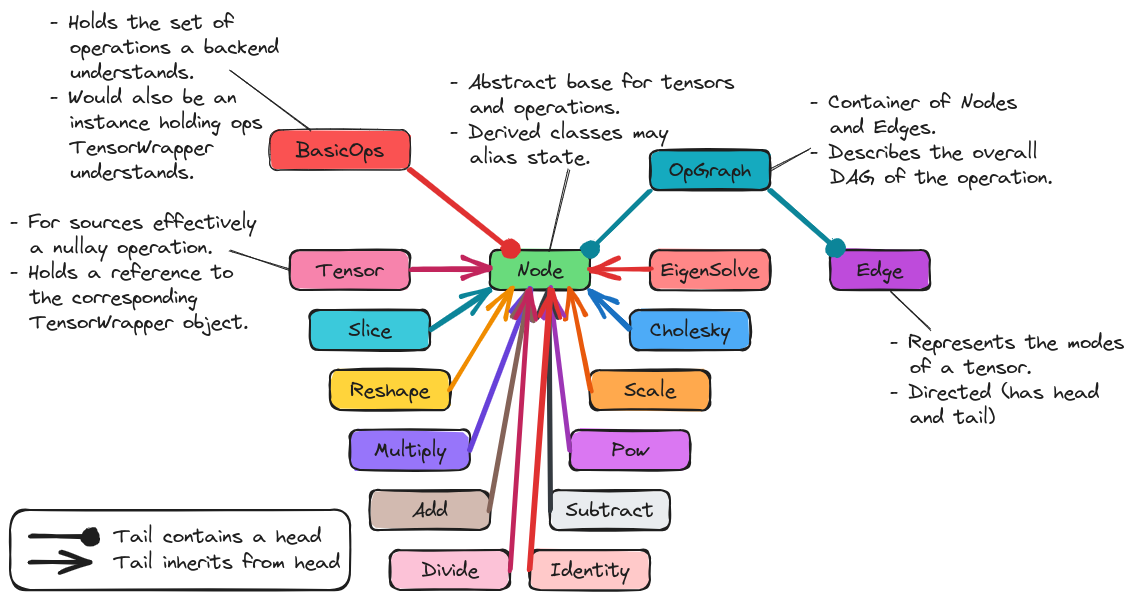 - Holds the set of
operations a backend
understands.
- Would also be an
instance holding ops
TensorWrapper
understands.
BasicOps
- Abstract base for tensors
and operations.
- Derived classes may
alias state.
OpGraph
- Container of Nodes
and Edges.
- Describes the overall
DAG of the operation.
- For sources effectively
a nullay operation.
- Holds a reference to
the corresponding
TensorWrapper object.
Tensor
Node
EigenSolve
Edge
Slice
Cholesky
- Represents the modes
of a tensor.
- Directed (has head
and tail)
Reshape
Scale
Multiply
Pow
Add
Subtract
Divide
Identity
Tail contains a head
Tail inherits from head